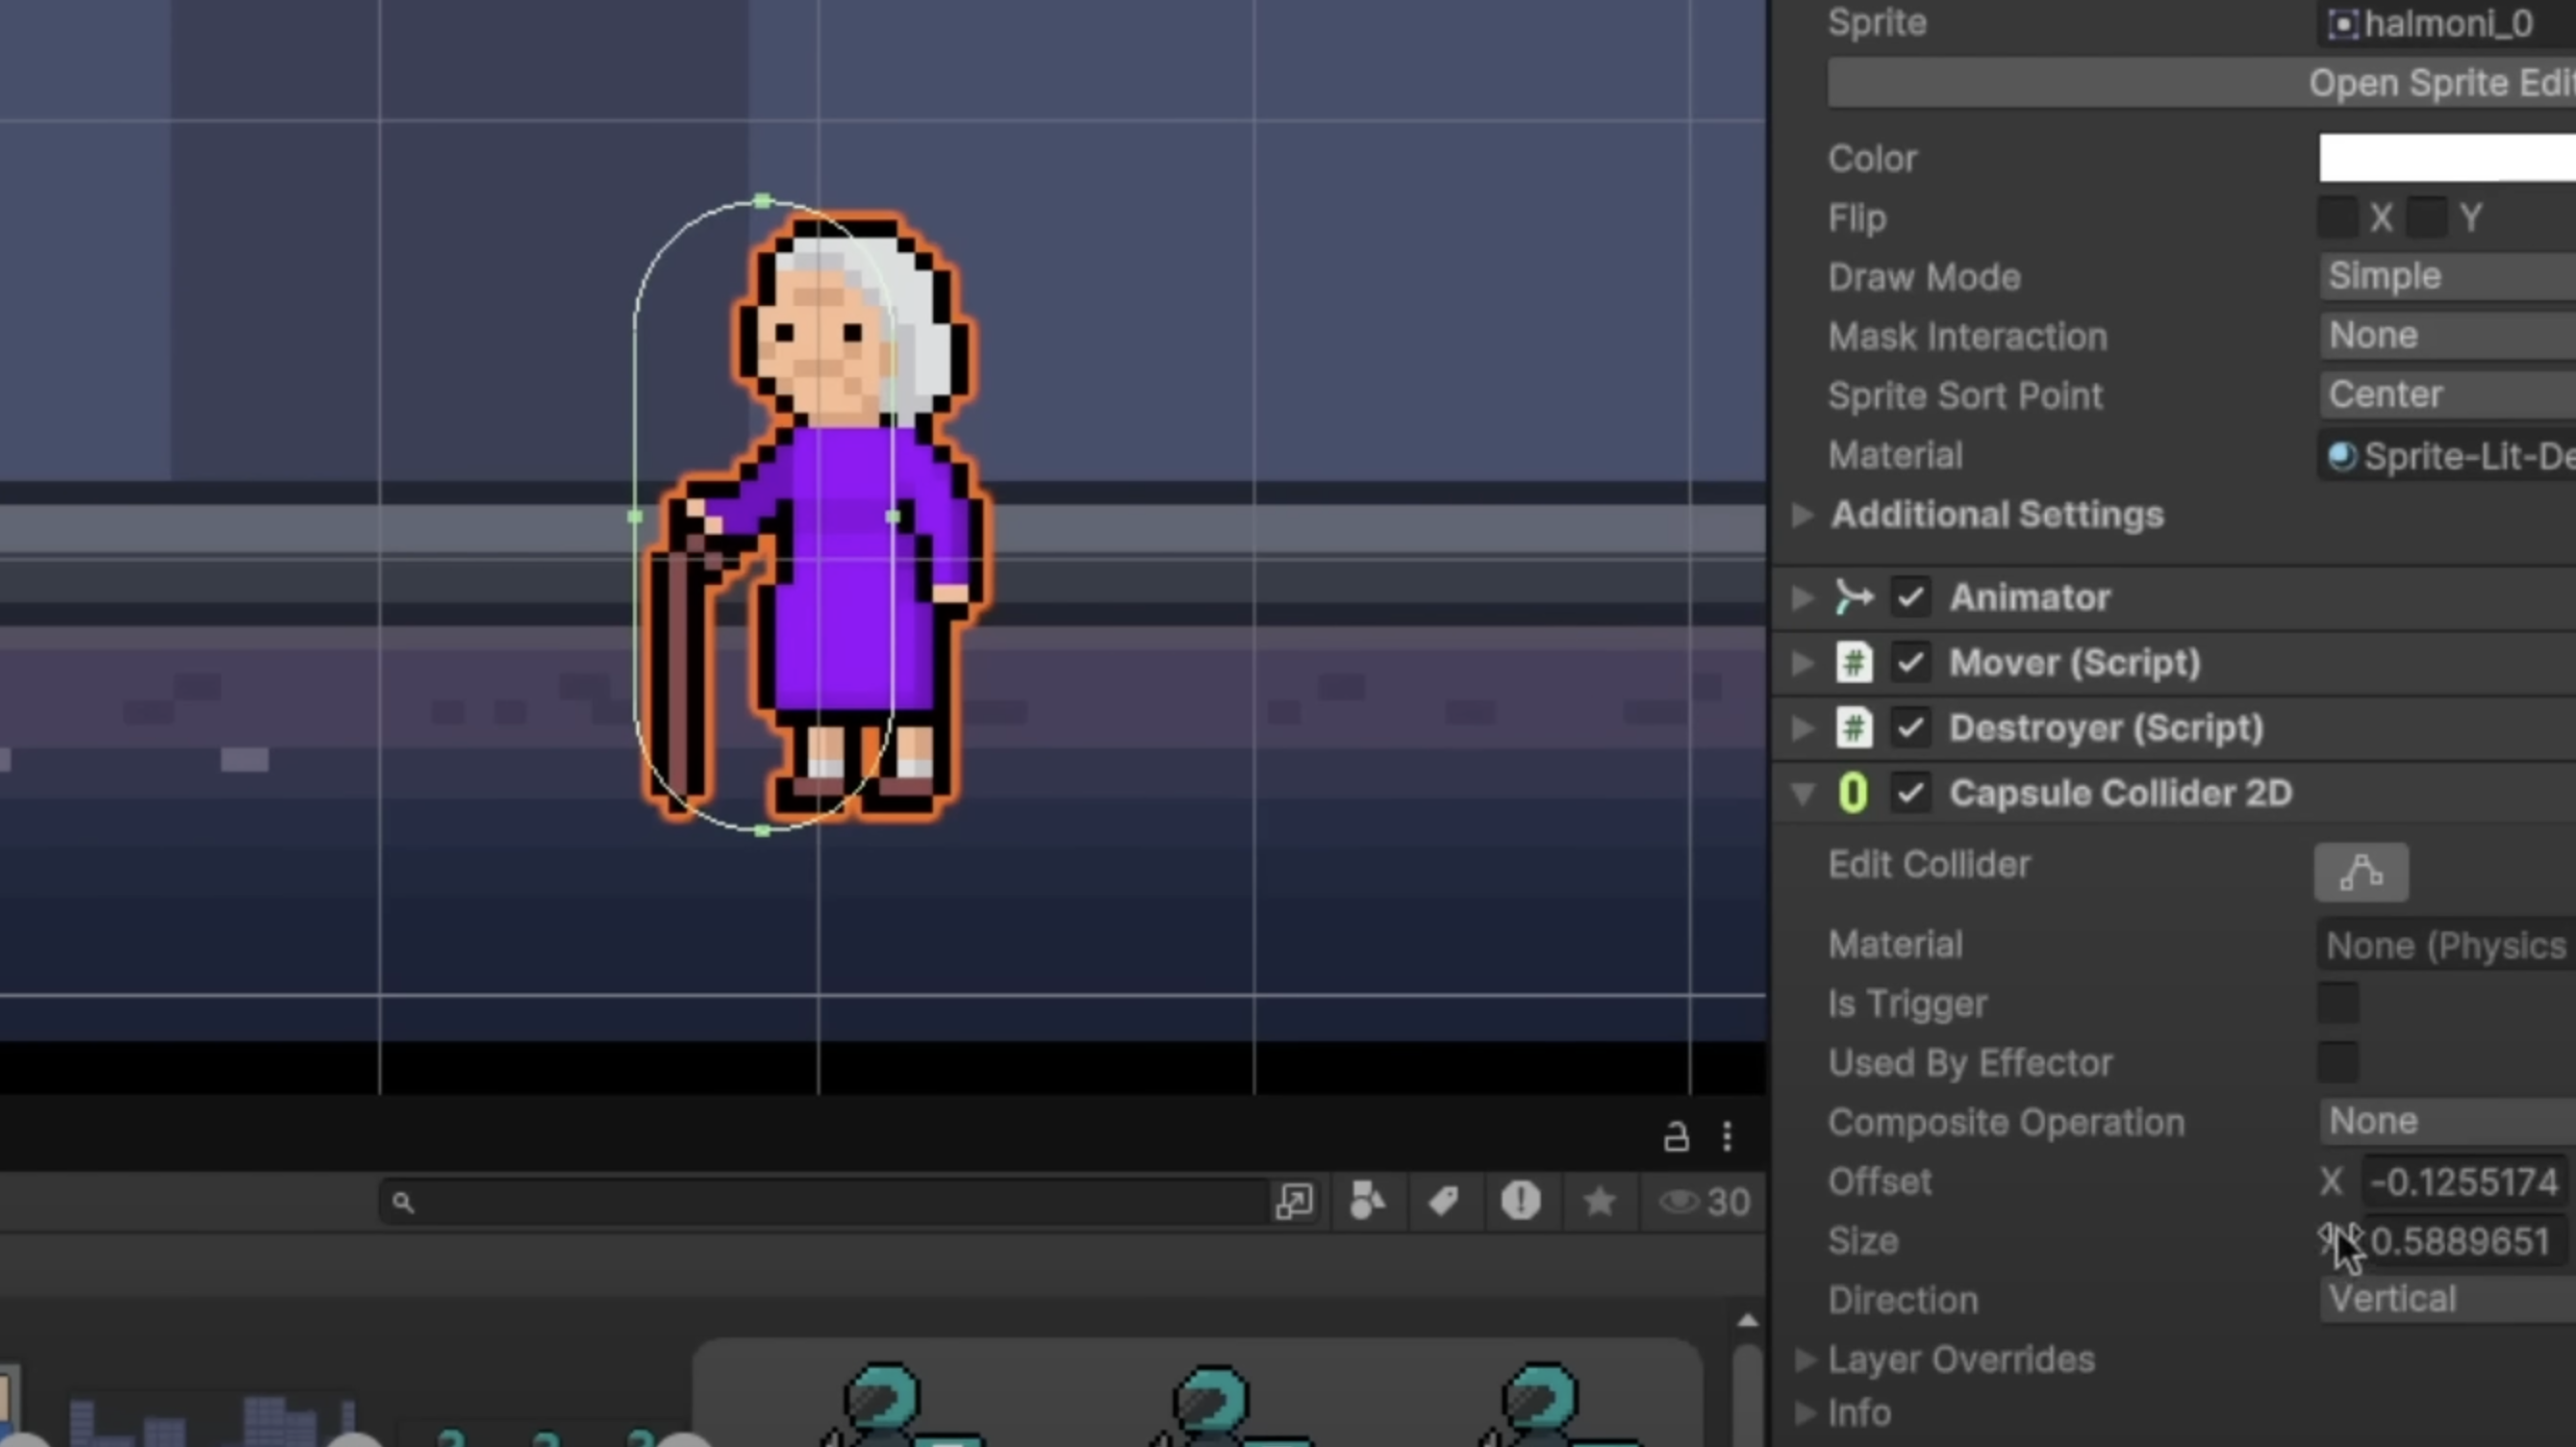 Sprite halmoni_0
Open Sprite Edit
Color
Flip X Y
Draw Mode Simple
Mask Interaction None
Sprite Sort Point Center
Material Sprite-Lit-De
Additional Settings
Animator
# Mover (Script)
# Destroyer (Script)
Capsule Collider 2D
Edit Collider
Material None (Physics
Is Trigger
Used By Effector
Composite Operation None
30
Offset X -0.1255174
Size 0.5889651
Direction Vertical
Layer Overrides
Info